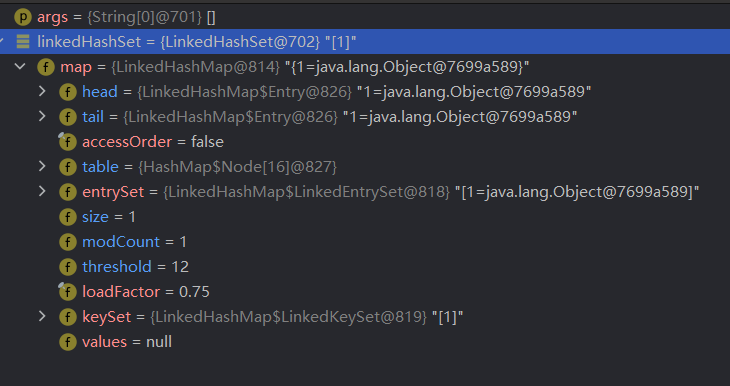 p args = {String[0]@701} []
linkedHashSet = {LinkedHashSet@702} "[1]"
f map = {LinkedHashMap@814} "{1=java.lang.Object@7699a589}"
f head = {LinkedHashMap$Entry@826} "1=java.lang.Object@7699a589"
f tail = {LinkedHashMap$Entry@826} "1=java.lang.Object@7699a589"
f accessOrder = false
f table = {HashMap$Node[16]@827}
f entrySet = {LinkedHashMap$LinkedEntrySet@818} "[1=java.lang.Object@7699a589]"
f size = 1
f modCount = 1
f threshold = 12
f loadFactor = 0.75
f keySet = {LinkedHashMap$LinkedKeySet@819} "[1]"
f values = null